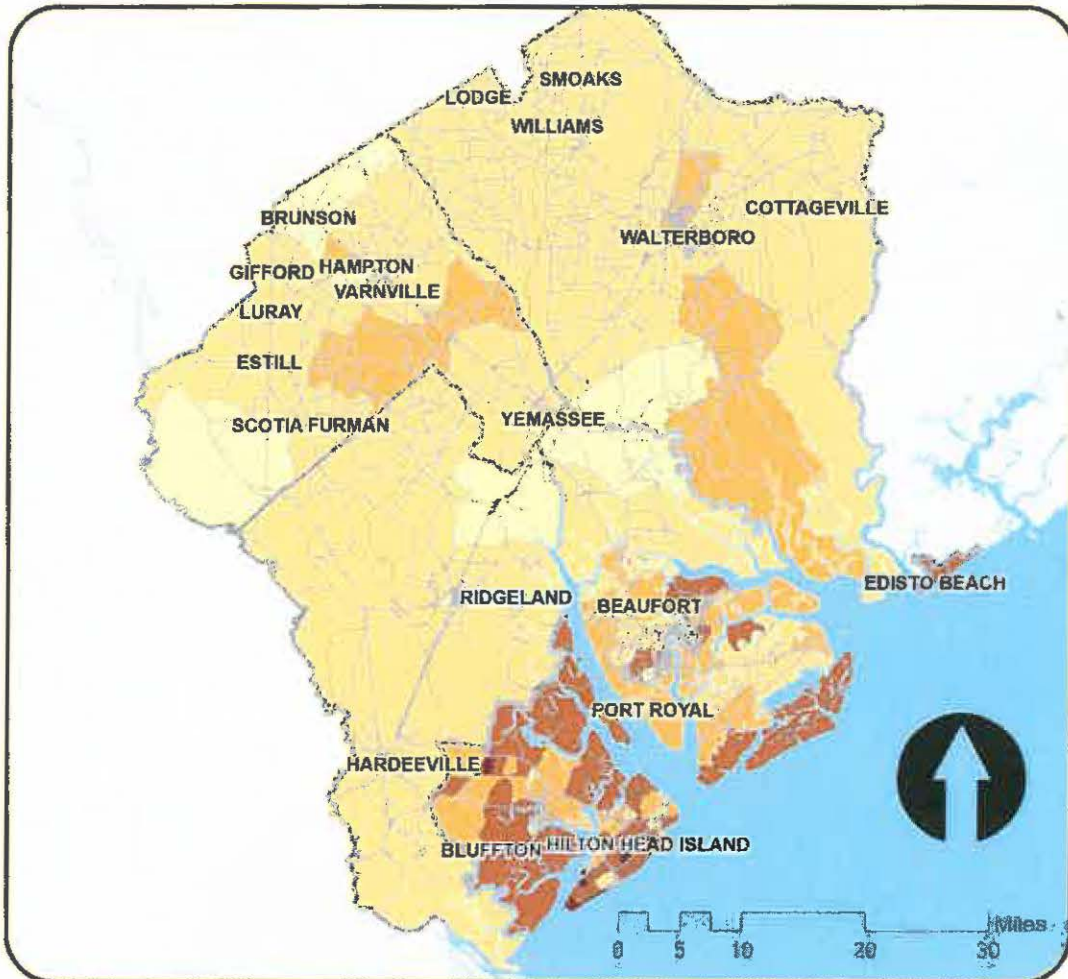 SMOAKS
LODGE
WILLIAMS
COTTAGEVILLE
BRUNSON
WALTERBORO
GIFFORD HAMPTON
VARNVILLE
LURAY
ESTILL
SCOTIA FURMAN
YEMASSEE
EDISTO BEACH
RIDGELAND
BEAUFORT
PORT ROYAL
HARDEEVILLE
BLUFFTON HILTON HEAD ISLAND
Miles
0 5 10 20 30